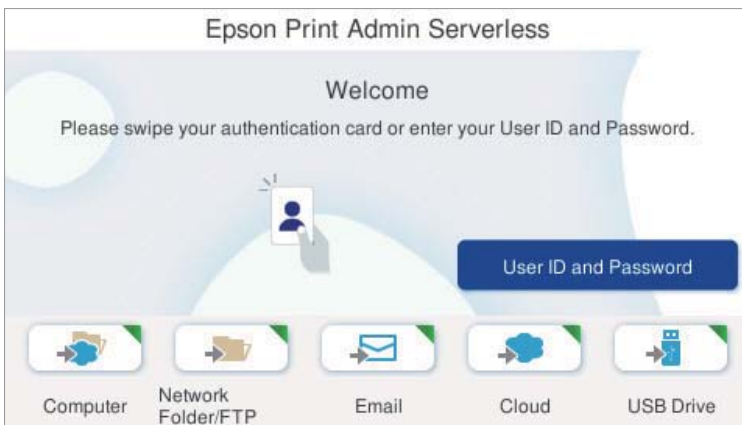 Epson Print Admin Serverless
Welcome
Please swipe your authentication card or enter your User ID and Password.
User ID and Password
Computer
Network
Folder/FTP
Email
Cloud
USB Drive